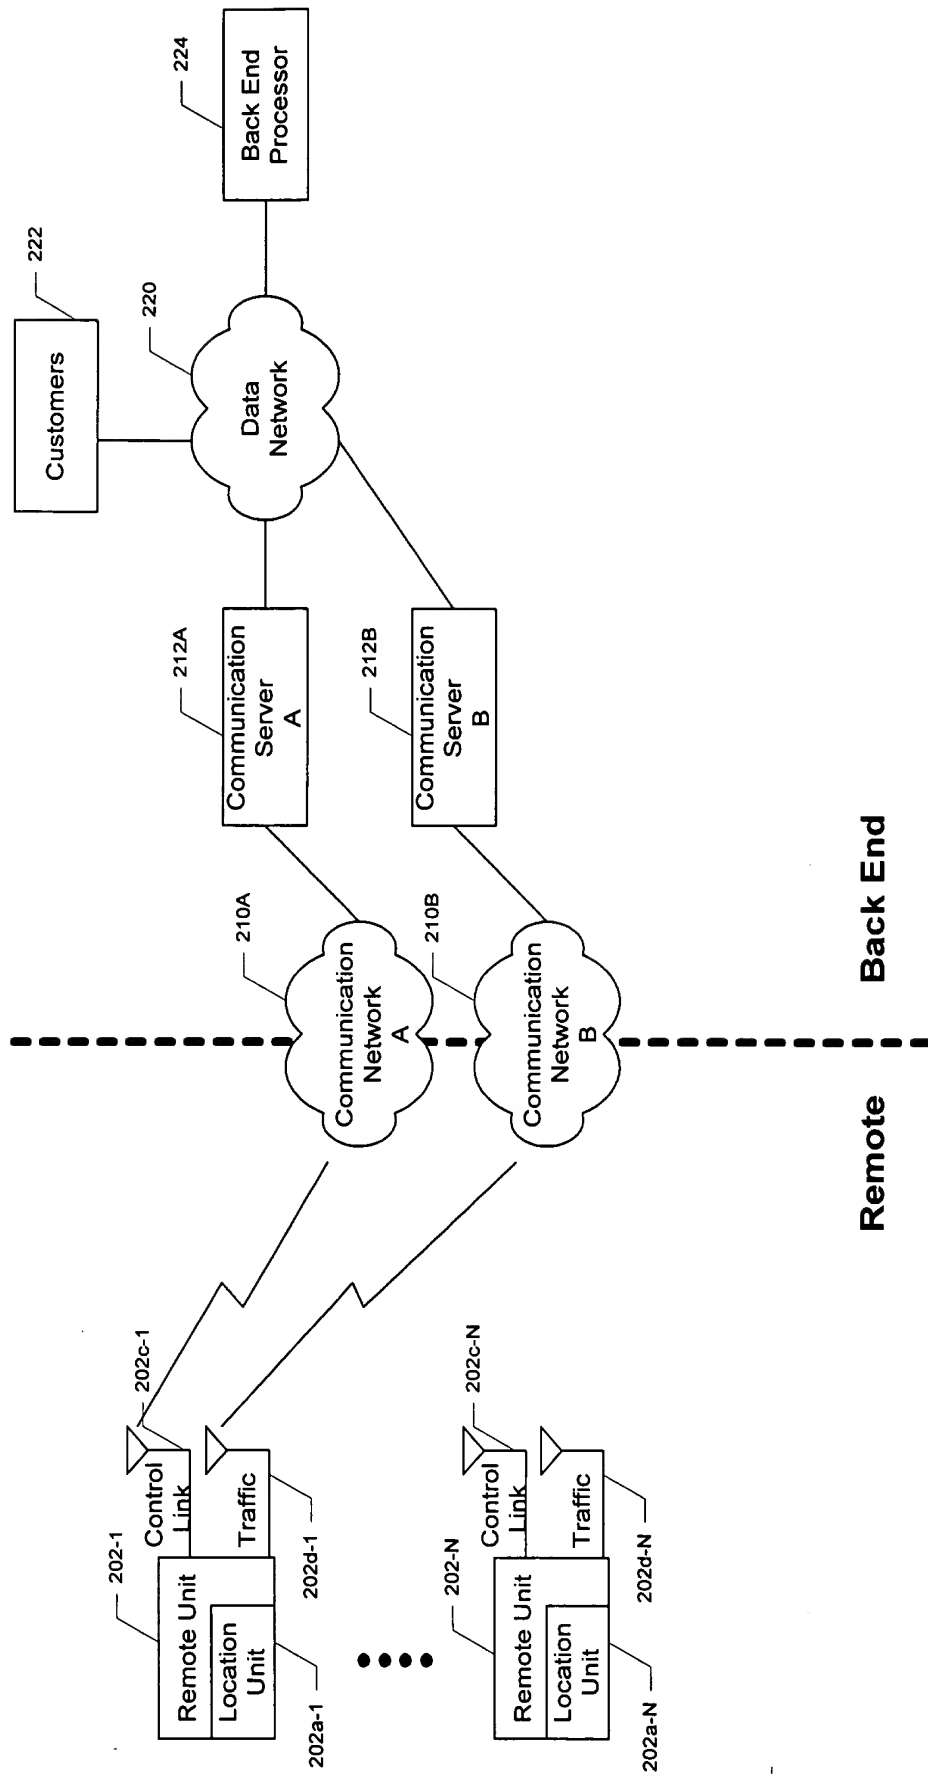 202-1
Remote Unit
Location
Unit
202a-1
Control
Link
202c-1
Traffic
202d-1
202-N
Remote Unit
Location
Unit
202a-N
Control
Link
202c-N
Traffic
202d-N
210A
Communication
Network
A
210B
Communication
Network
B
212A
Communication
Server
A
212B
Communication
Server
B
222
Customers
220
Data
Network
224
Back End
Processor
Remote
Back End